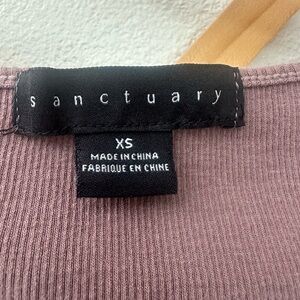 sanctuary
XS
MADE IN CHINA
FABRIQUE EN CHINE